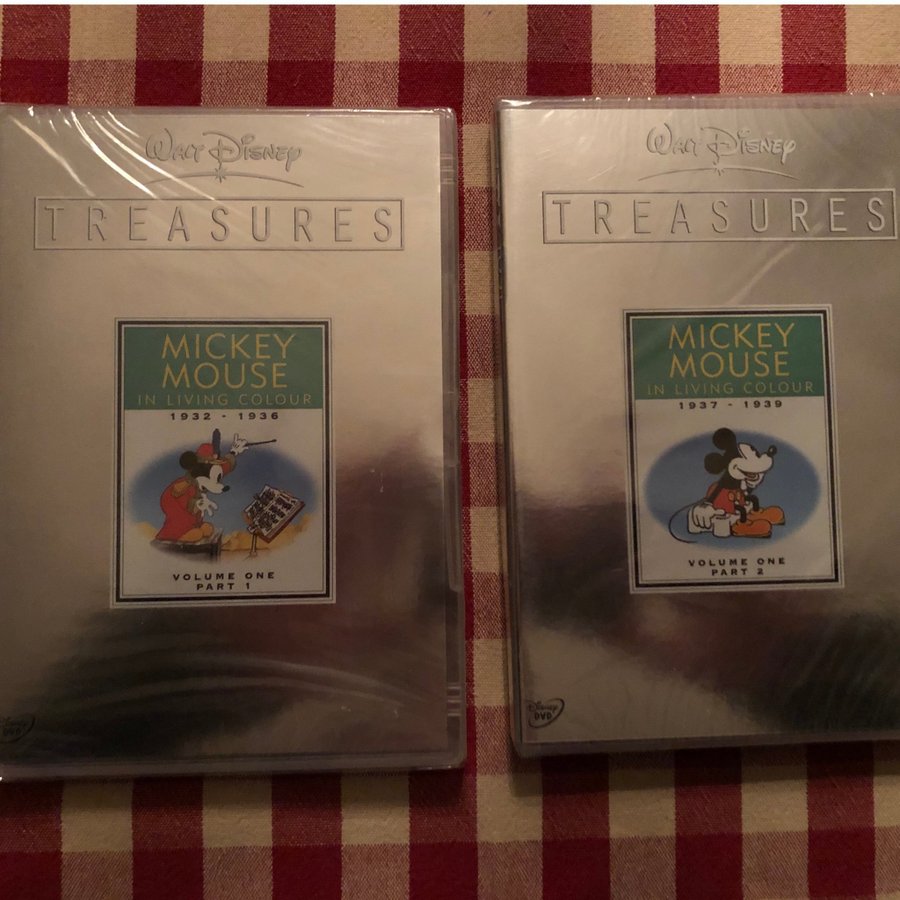 WALT DISNEY
TREASURES
MICKEY
MOUSE
IN LIVING COLOUR
1932 - 1936
VOLUME ONE
PART 1
Disney
DVD
WALT DISNEY
TREASURES
MICKEY
MOUSE
IN LIVING COLOUR
1937 - 1939
VOLUME ONE
PART 2
Disney
DVD